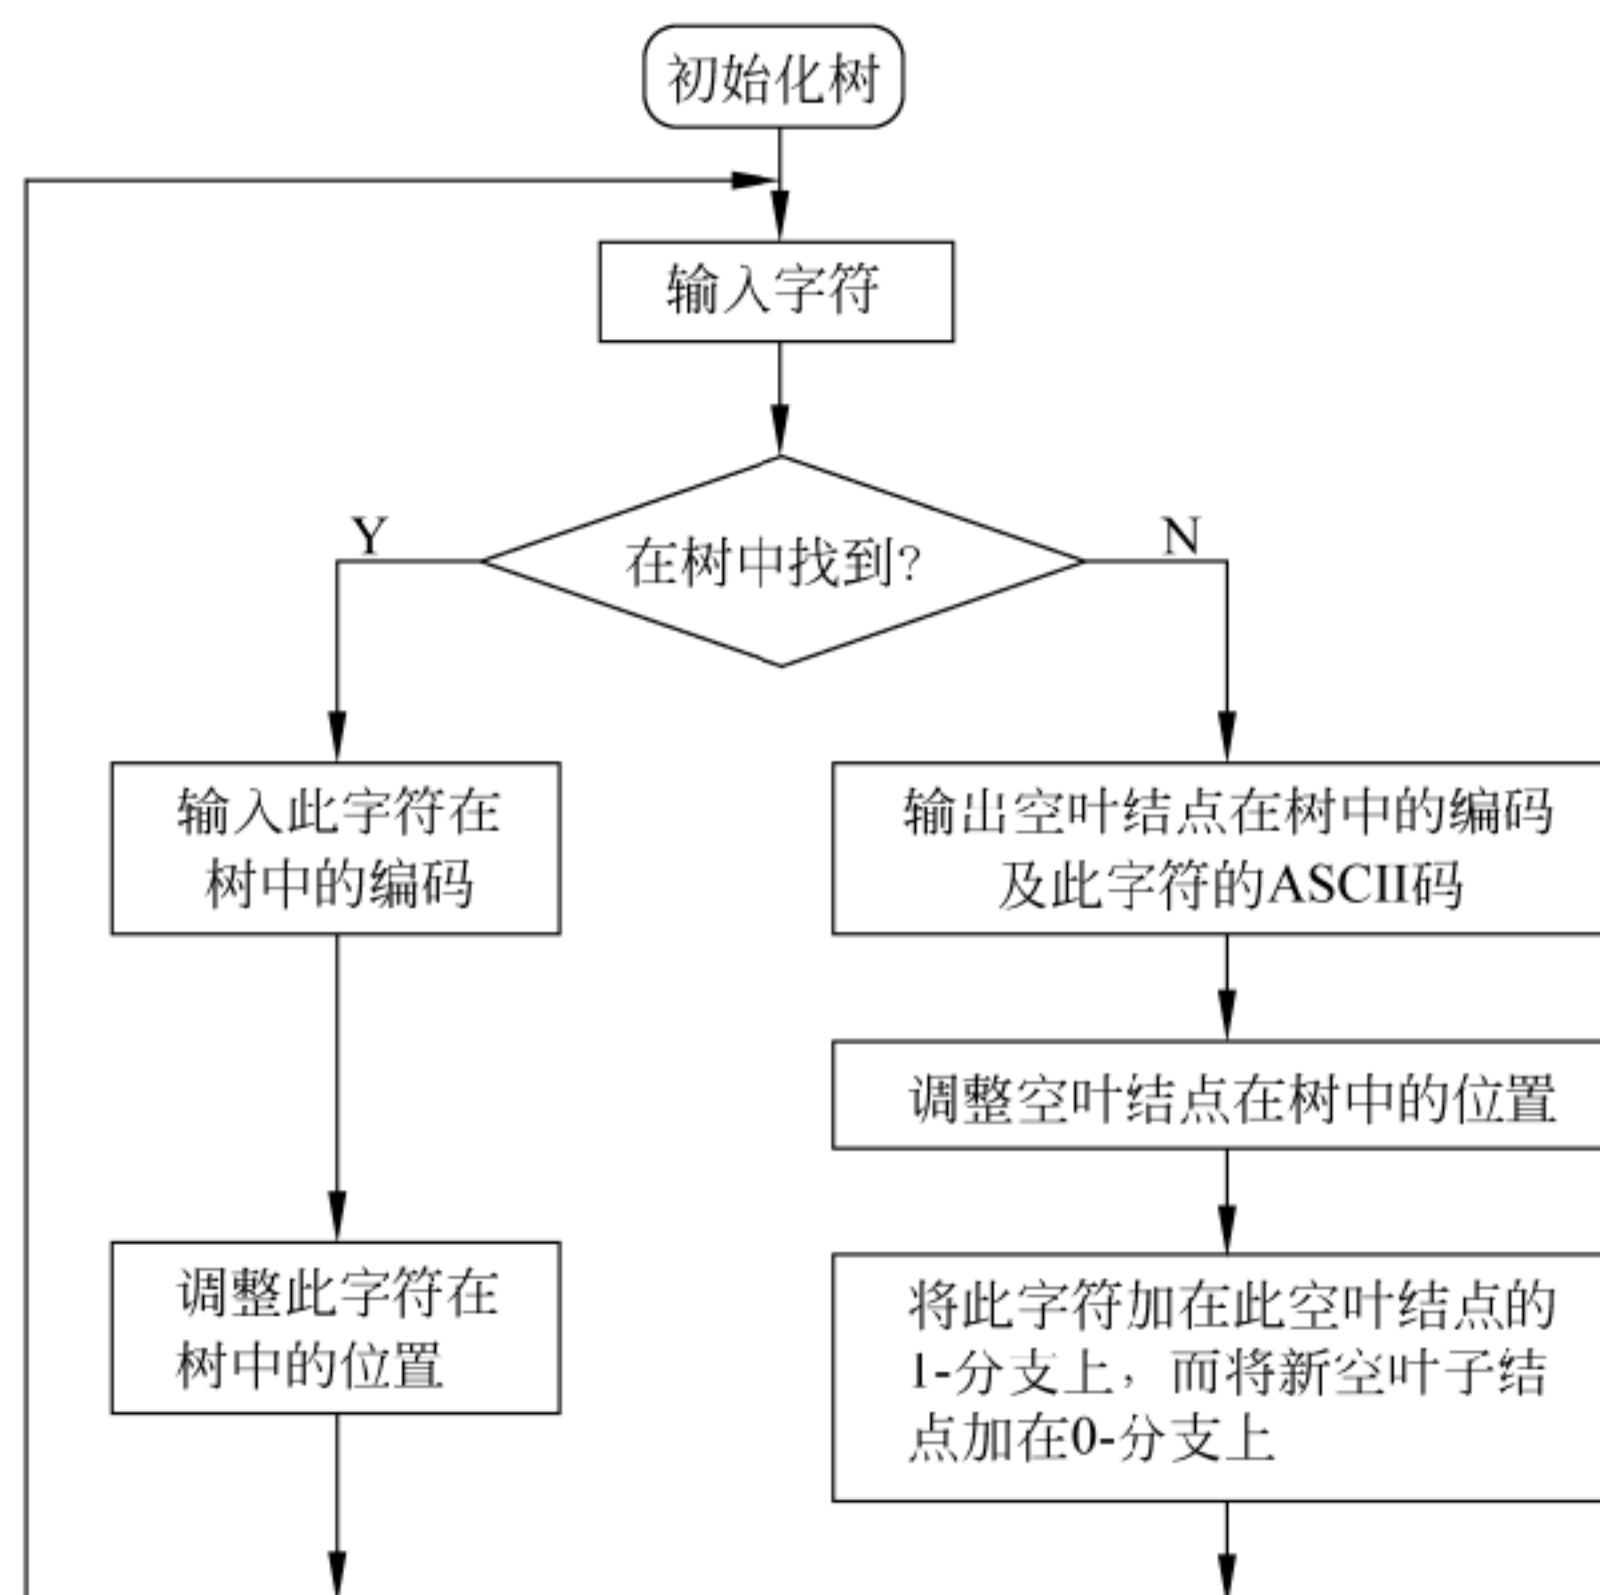 初始化树
输入字符
在树中找到?
Y
N
输入此字符在
树中的编码
输出空叶结点在树中的编码
及此字符的ASCII码
调整空叶结点在树中的位置
调整此字符在
树中的位置
将此字符加在此空叶结点的
1-分支上，而将新空叶子结
点加在0-分支上